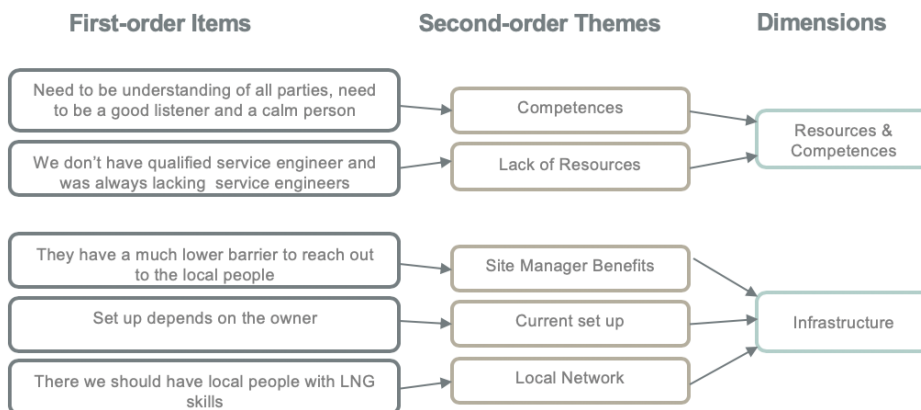 First-order Items
Second-order Themes
Dimensions
Need to be understanding of all parties, need
to be a good listener and a calm person
Competences
Resources &
Competences
We don't have qualified service engineer and
was always lacking service engineers
Lack of Resources
They have a much lower barrier to reach out
to the local people
Site Manager Benefits
Set up depends on the owner
Current set up
Infrastructure
There we should have local people with LNG
skills
Local Network